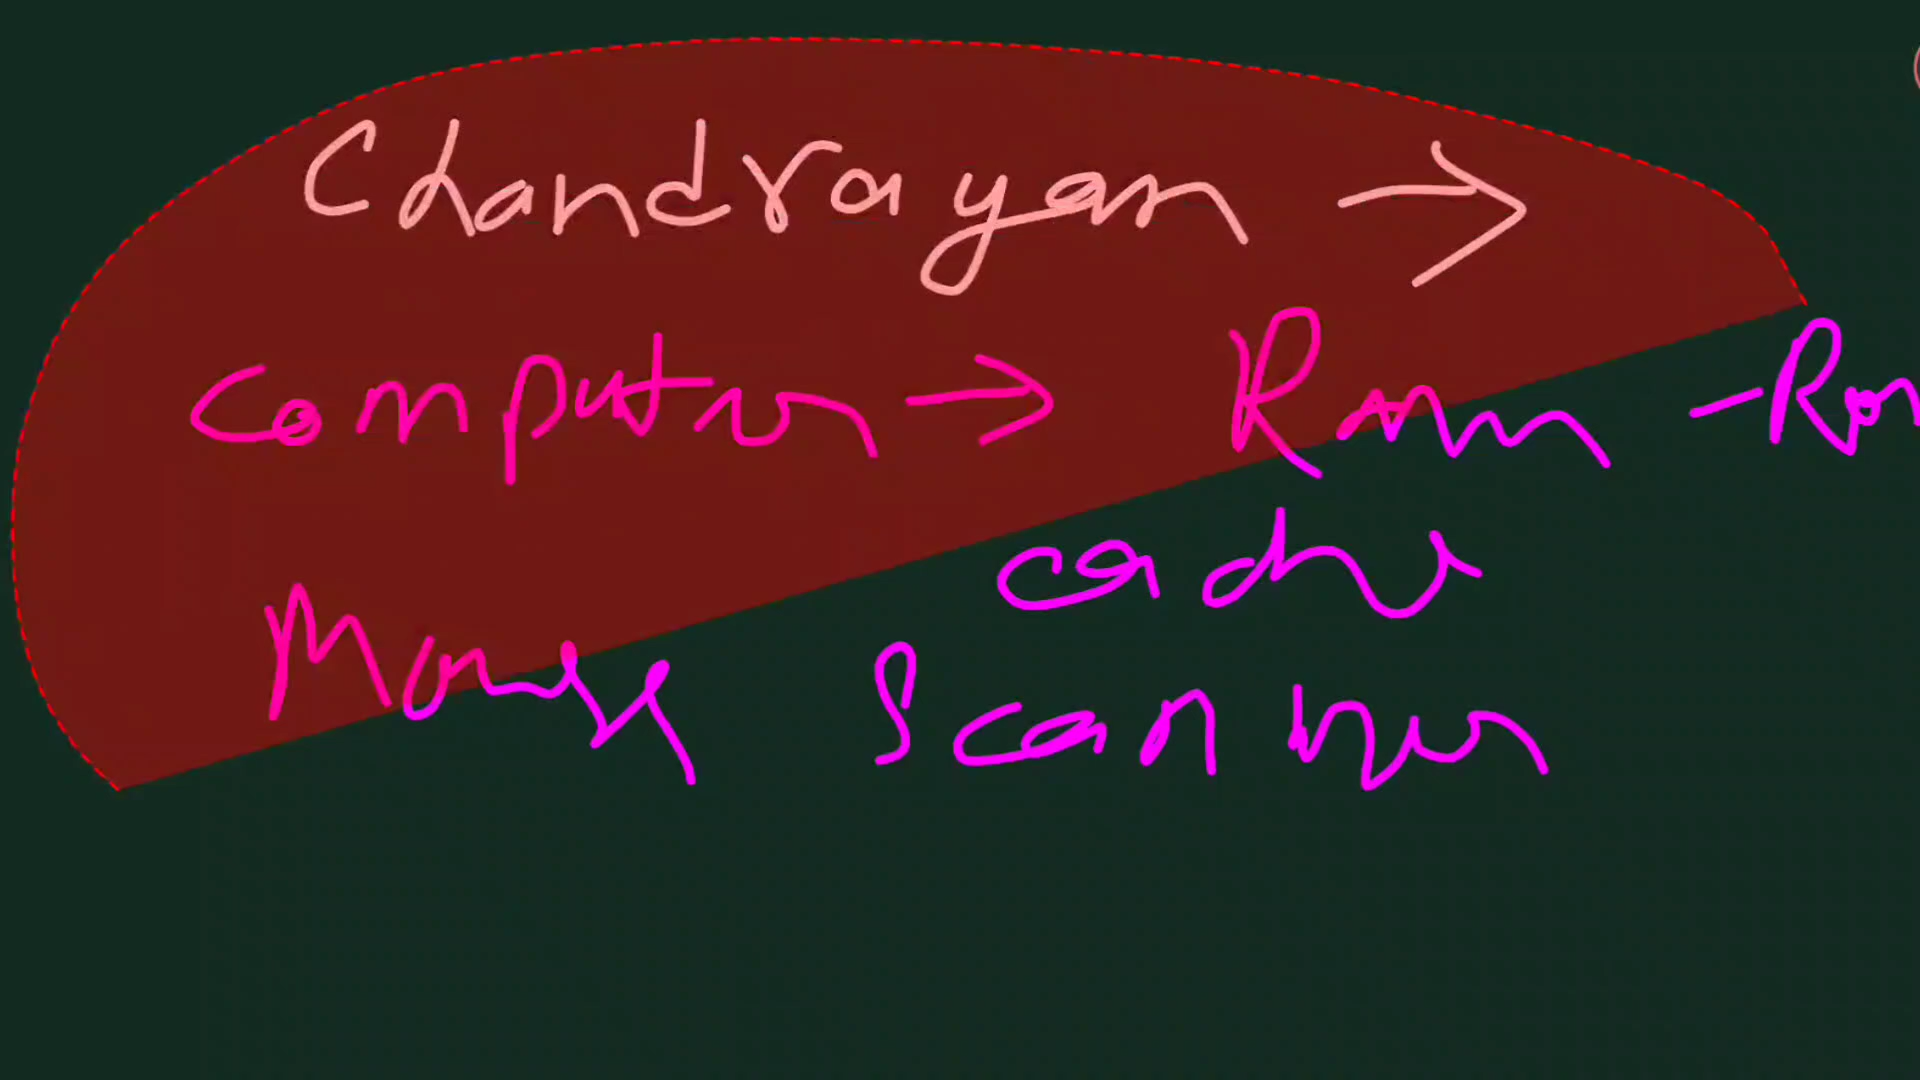 Chandrayan →
Computer → Ram - Rom
cache
Mouse Scanner